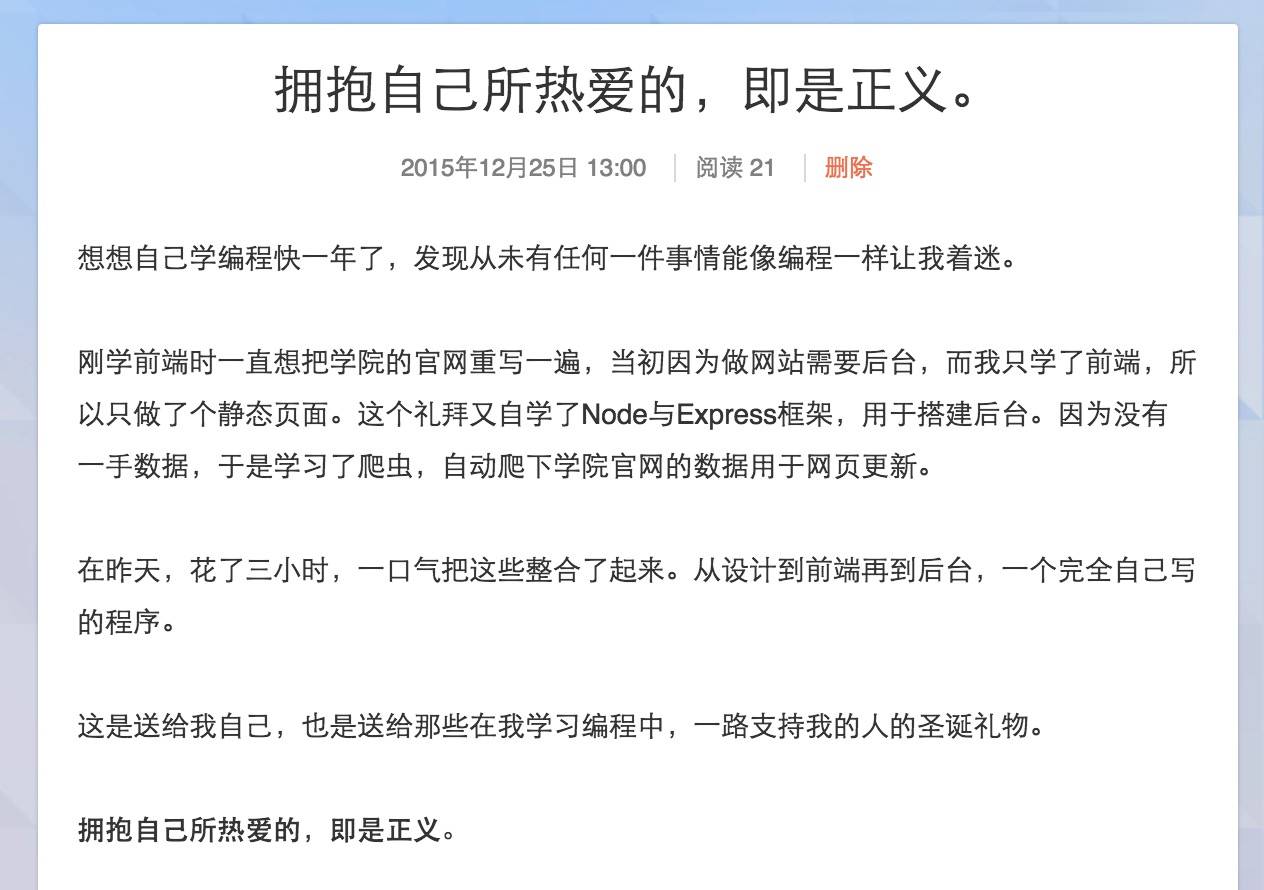 拥抱自己所热爱的，即是正义。
2015年12月25日 13:00 阅读 21 删除
想想自己学编程快一年了，发现从未有任何一件事情能像编程一样让我着迷。
刚学前端时一直想把学院的官网重写一遍，当初因为做网站需要后台，而我只学了前端，所
以只做了个静态页面。这个礼拜又自学了Node与Express框架，用于搭建后台。因为没有
一手数据，于是学习了爬虫，自动爬下学院官网的数据用于网页更新。
在昨天，花了三小时，一口气把这些整合了起来。从设计到前端再到后台，一个完全自己写
的程序。
这是送给我自己，也是送给那些在我学习编程中，一路支持我的人的圣诞礼物。
拥抱自己所热爱的，即是正义。